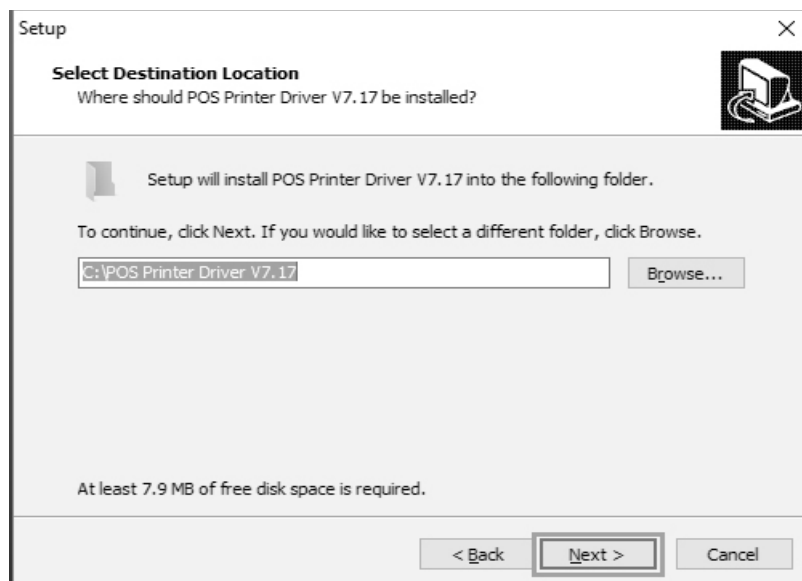 Setup
Select Destination Location
Where should POS Printer Driver V7.17 be installed?
Setup will install POS Printer Driver V7.17 into the following folder.
To continue, click Next. If you would like to select a different folder, click Browse.
C:\POS Printer Driver V7.17
Browse...
At least 7.9 MB of free disk space is required.
< Back
Next >
Cancel